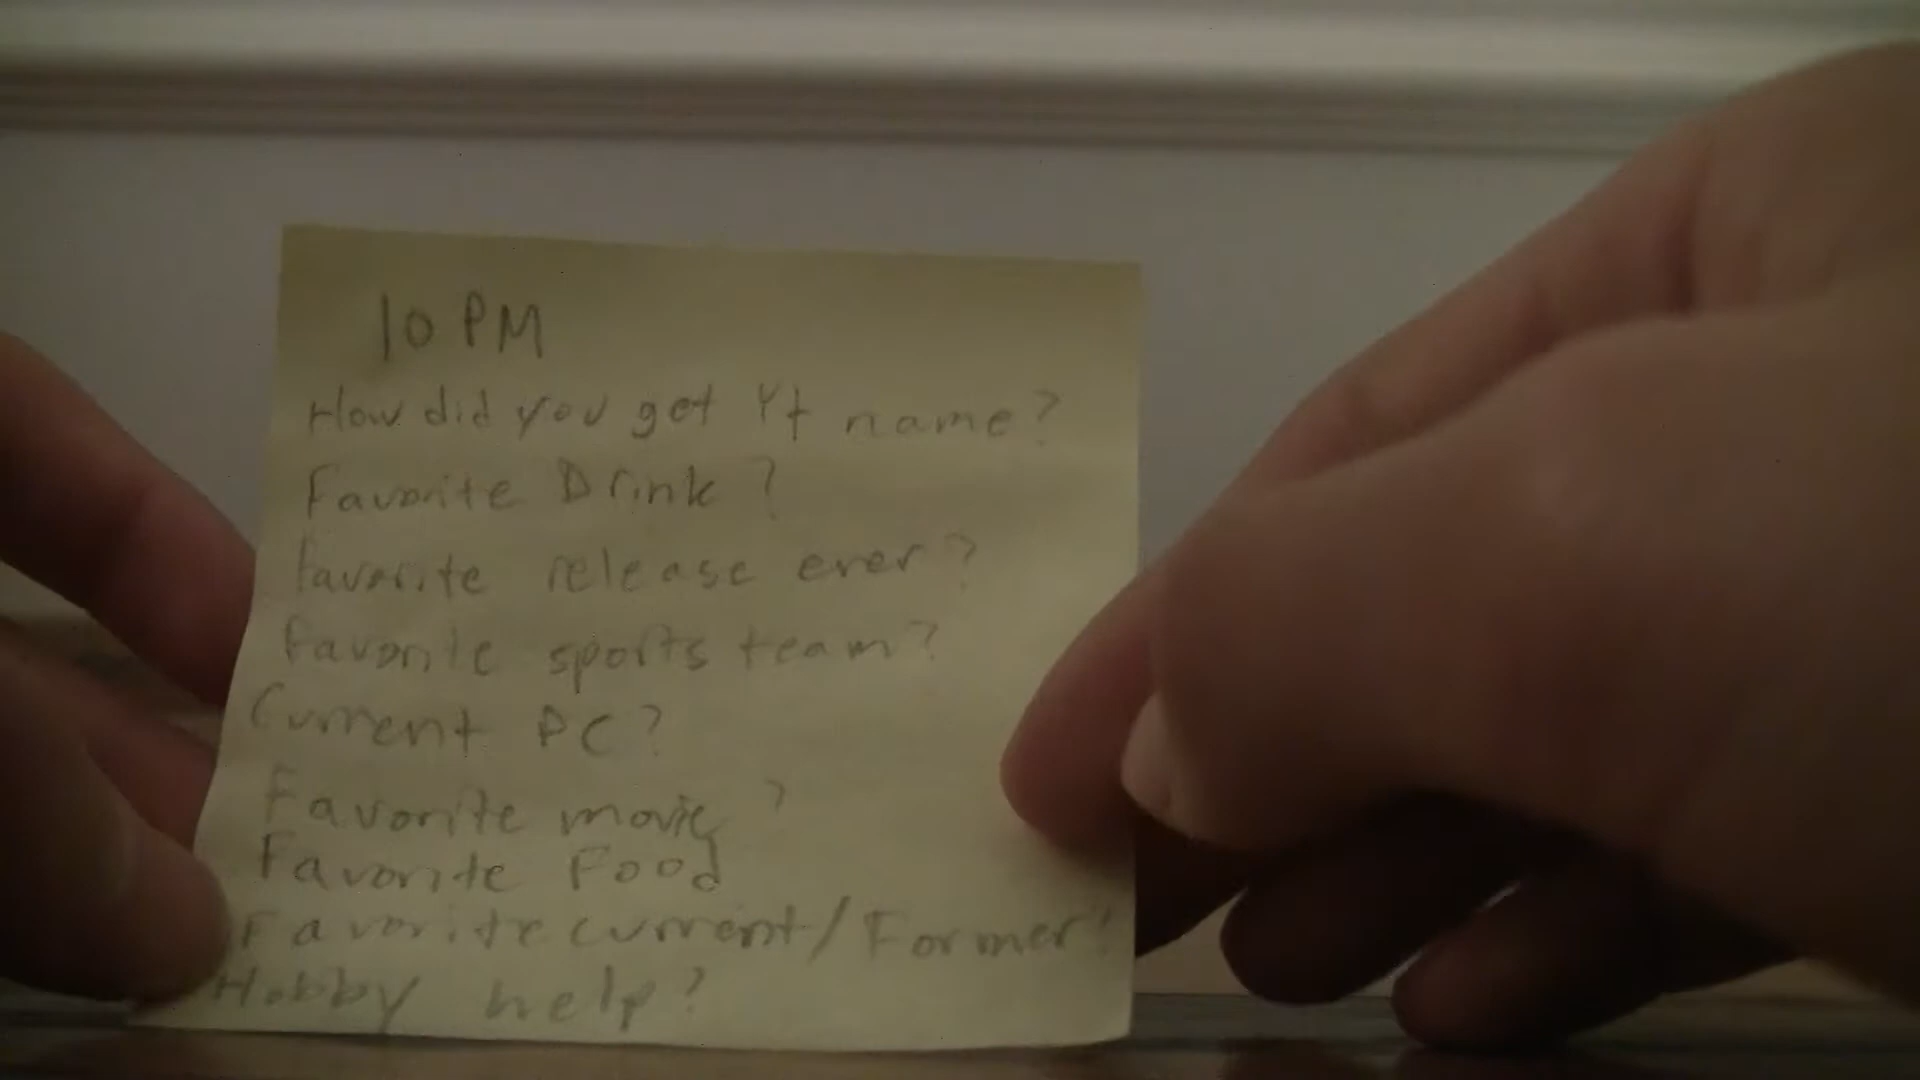 10 PM
How did you get Yt name?
Favorite Drink?
Favorite release ever?
Favorite sports team?
Current PC?
Favorite movie?
Favorite Food
Favorite current/Former?
Hobby help?